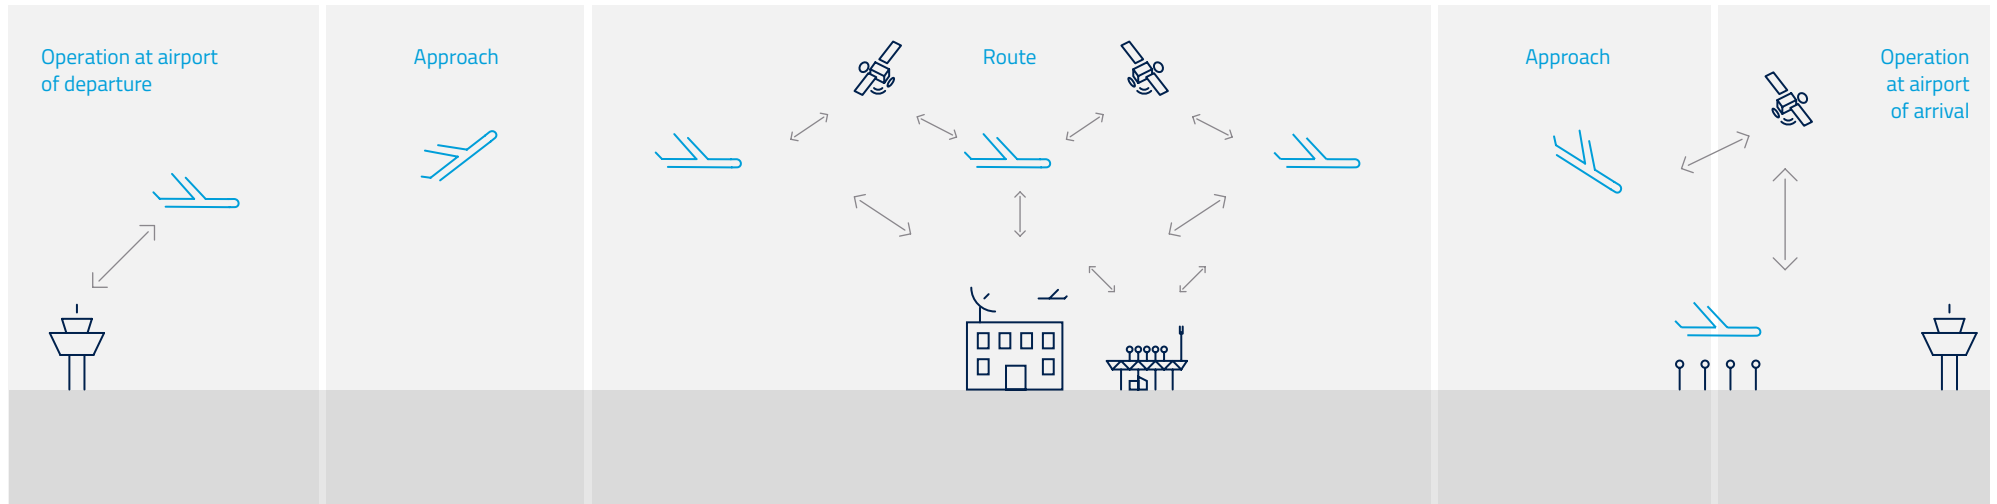 Operation at airport
of departure
Approach
Route
Approach
Operation
at airport
of arrival